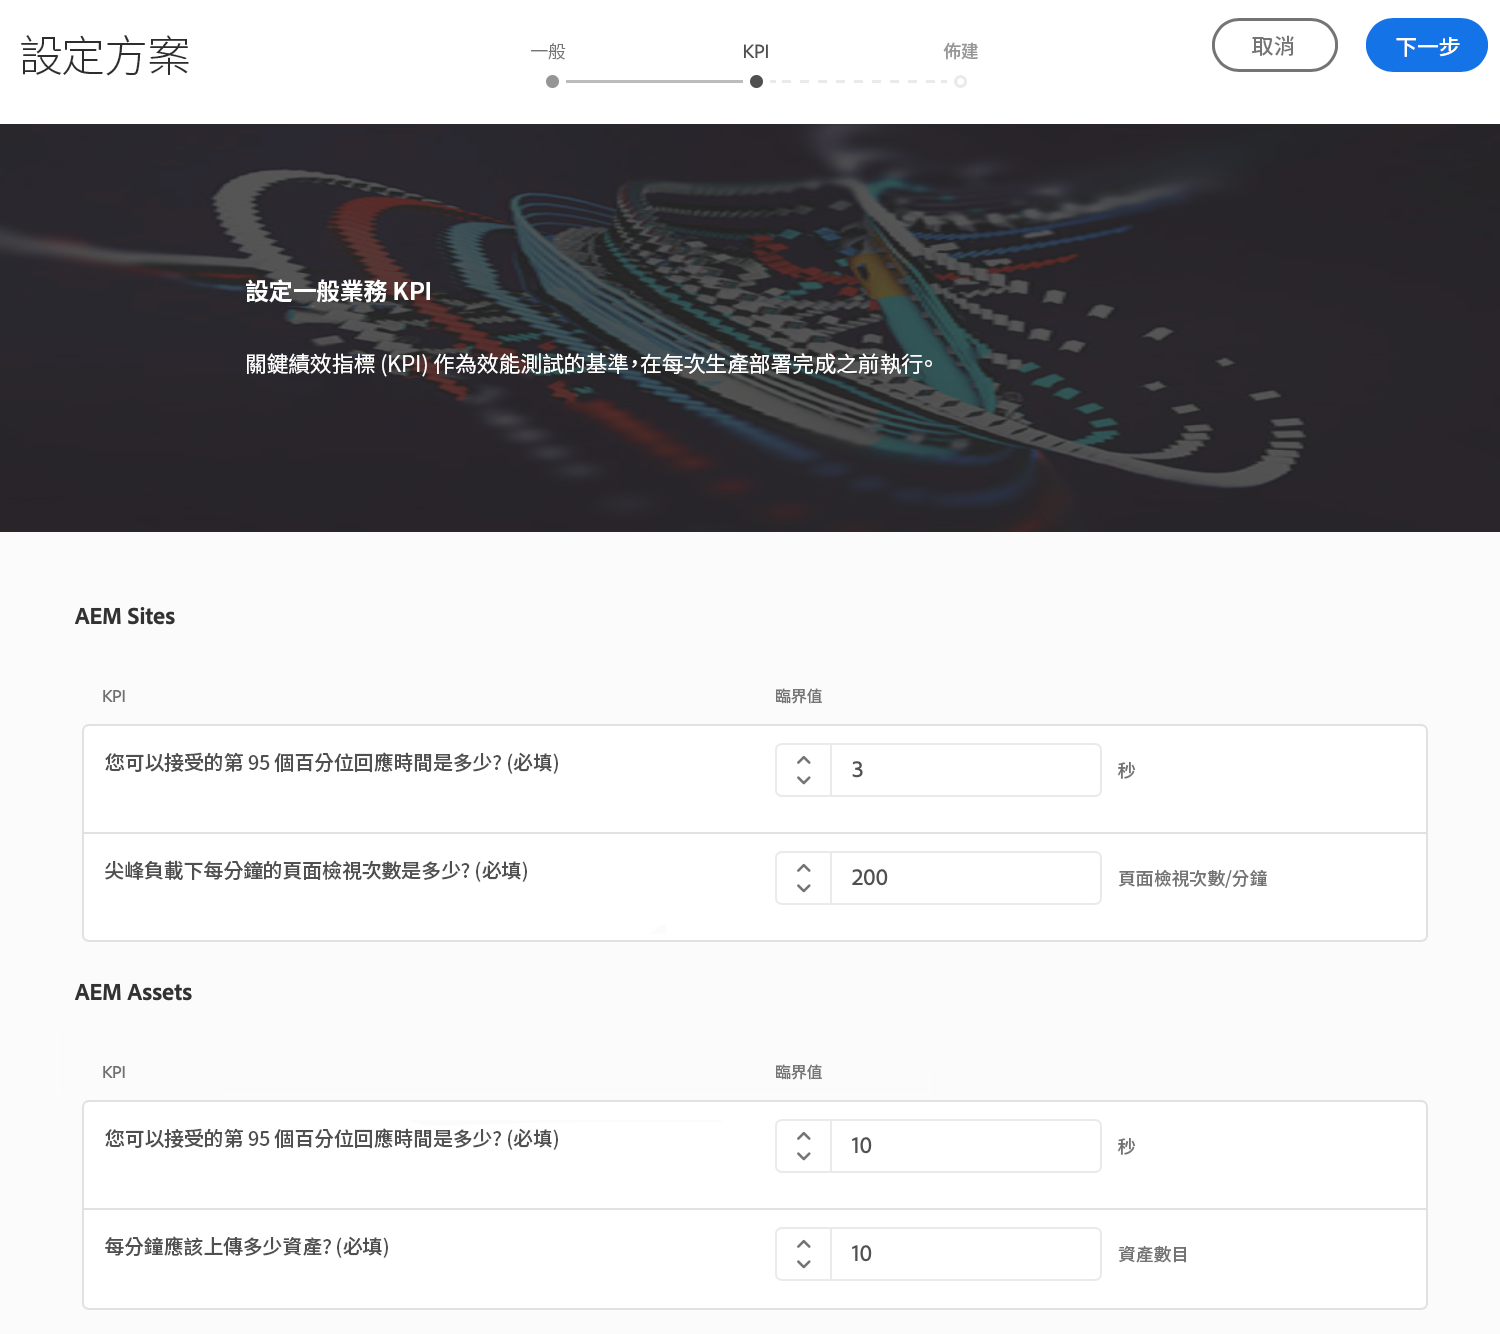 設定方案
一般
KPI
佈建
取消
下一步
設定一般業務 KPI
關鍵績效指標 (KPI) 作為效能測試的基準，在每次生產部署完成之前執行。
AEM Sites
KPI
臨界值
您可以接受的第 95 個百分位回應時間是多少? (必填)
3
秒
尖峰負載下每分鐘的頁面檢視次數是多少? (必填)
200
頁面檢視次數/分鐘
AEM Assets
KPI
臨界值
您可以接受的第 95 個百分位回應時間是多少? (必填)
10
秒
每分鐘應該上傳多少資產? (必填)
10
資產數目